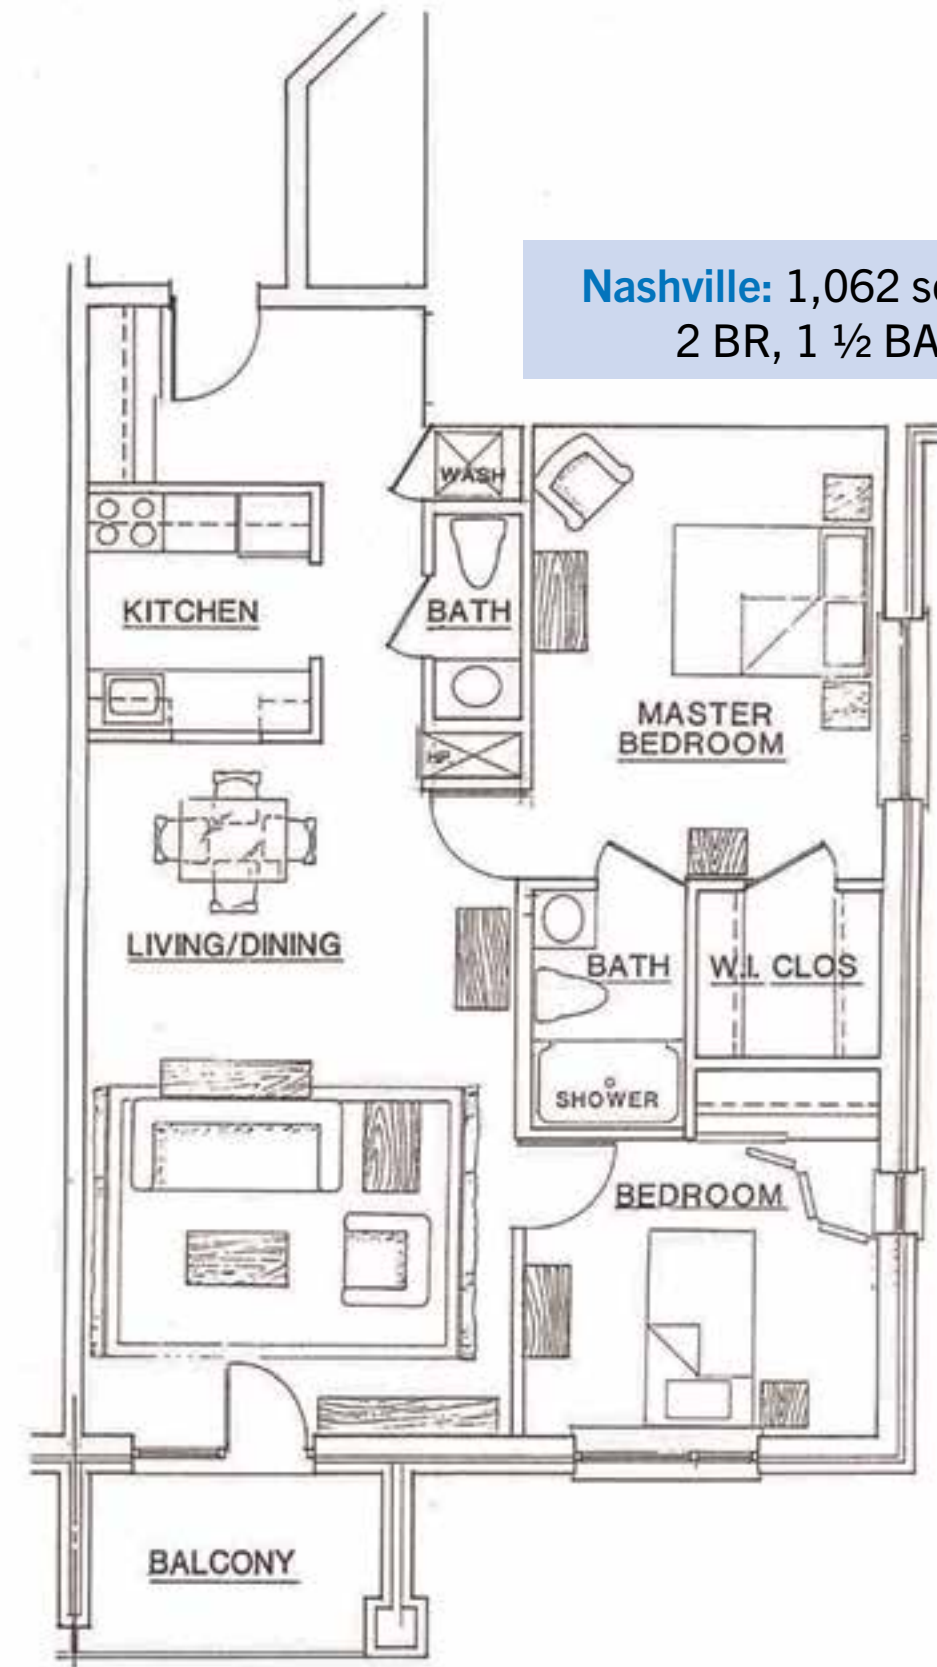 Nashville: 1,062 s
2 BR, 1 ½ BA
WASH
KITCHEN
BATH
MASTER
BEDROOM
HP
LIVING/DINING
BATH
W.I. CLOS
SHOWER
BEDROOM
BALCONY